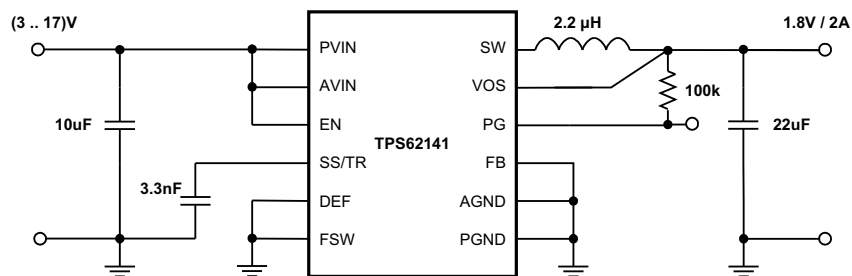 (3 .. 17)V
2.2 µH
1.8V / 2A
PVIN
SW
AVIN
VOS
100k
10uF
EN
PG
22uF
TPS62141
SS/TR
FB
3.3nF
DEF
AGND
FSW
PGND